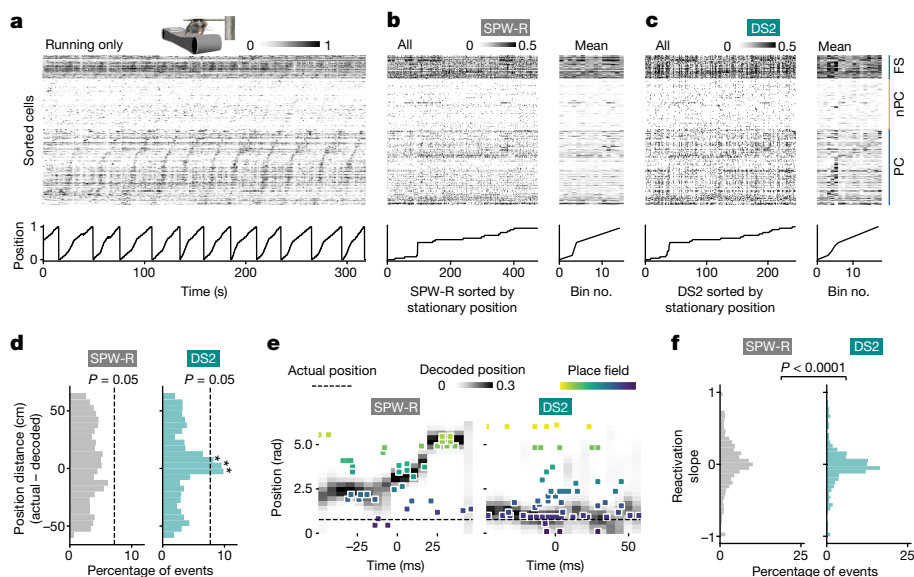 a
Running only
0 1
Sorted cells
Position
1
0
0 100 200 300
Time (s)
b
SPW-R
All
0 0.5
Mean
0 200 400
SPW-R sorted by
stationary position
0 10
Bin no.
c
DS2
All
0 0.5
Mean
FS
nPC
PC
0 100 200
DS2 sorted by
stationary position
0 10
Bin no.
d
SPW-R
DS2
P = 0.05
P = 0.05
Position distance (cm)
(actual – decoded)
50
0
–50
* * *
0 5 10
0 5 10
Percentage of events
e
Actual position
Decoded position
0 0.3
Place field
SPW-R
DS2
Position (rad)
5.0
2.5
0
–25 0 25
Time (ms)
–50 0 50
Time (ms)
f
SPW-R
DS2
P < 0.0001
Reactivation
slope
1
0
–1
0 25
0 25
Percentage of events